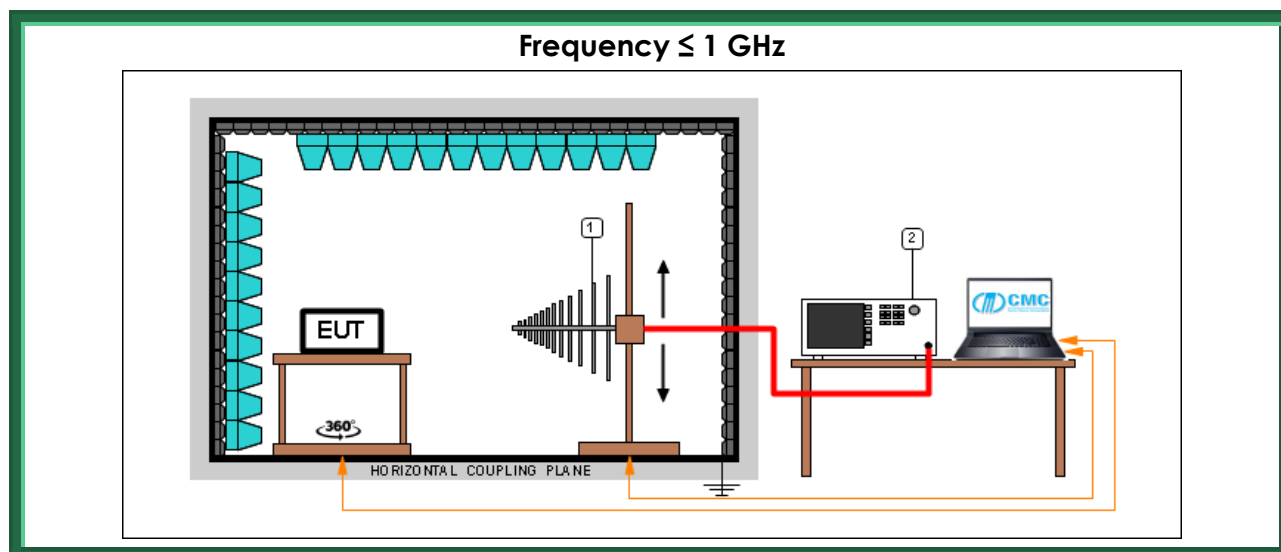 Frequency ≤ 1 GHz
1
2
CMC
EUT
360°
HORIZONTAL COUPLING PLANE